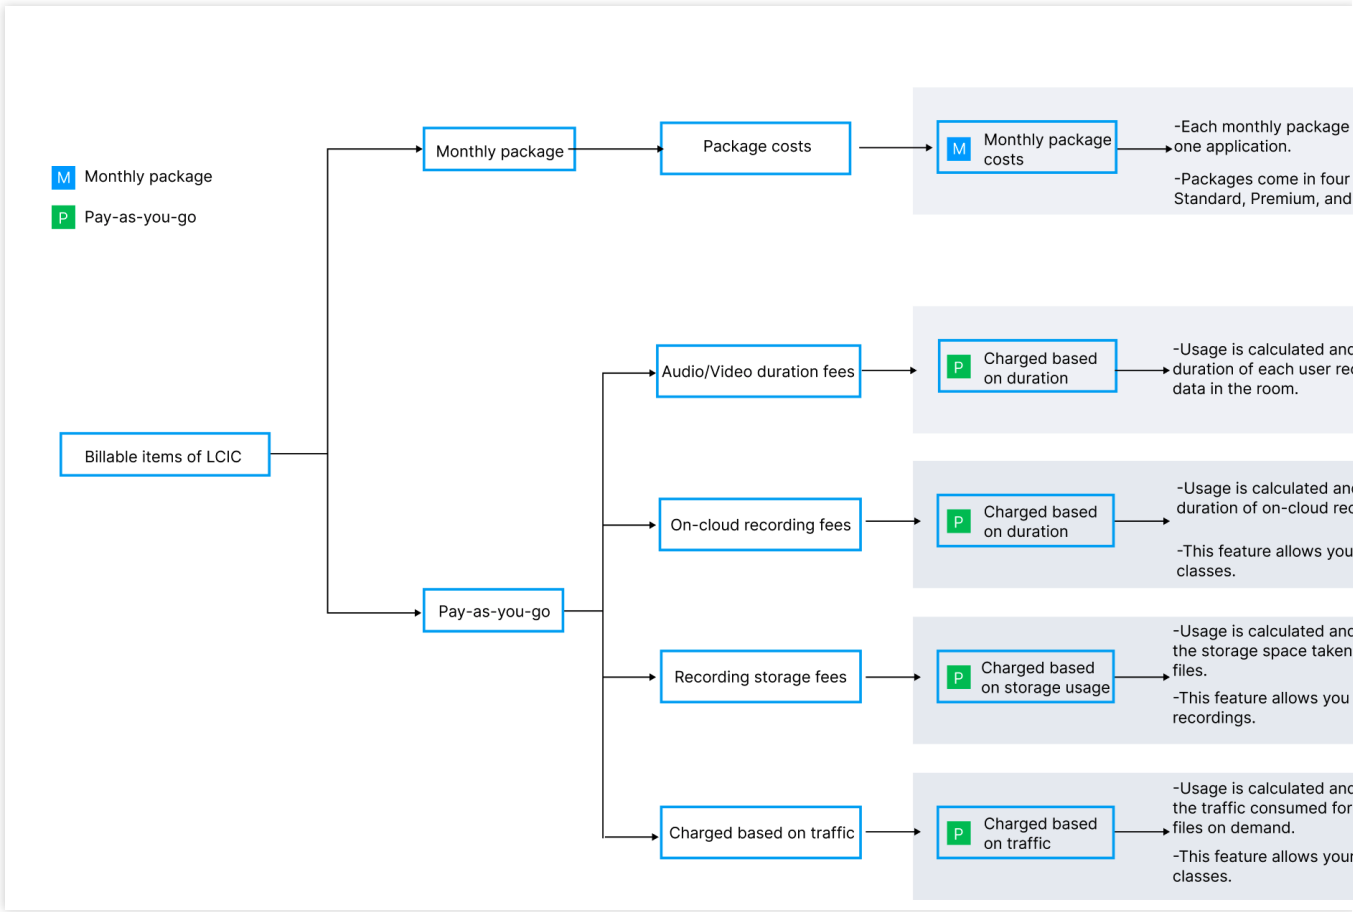 M Monthly package
P Pay-as-you-go
Billable items of LCIC
Monthly package
Package costs
M Monthly package
costs
-Each monthly package
one application.
-Packages come in four
Standard, Premium, and
Pay-as-you-go
Audio/Video duration fees
P Charged based
on duration
-Usage is calculated and
duration of each user rec
data in the room.
On-cloud recording fees
P Charged based
on duration
-Usage is calculated and
duration of on-cloud rec
-This feature allows you
classes.
Recording storage fees
P Charged based
on storage usage
-Usage is calculated and
the storage space taken
files.
-This feature allows you
recordings.
Charged based on traffic
P Charged based
on traffic
-Usage is calculated and
the traffic consumed for
files on demand.
-This feature allows your
classes.